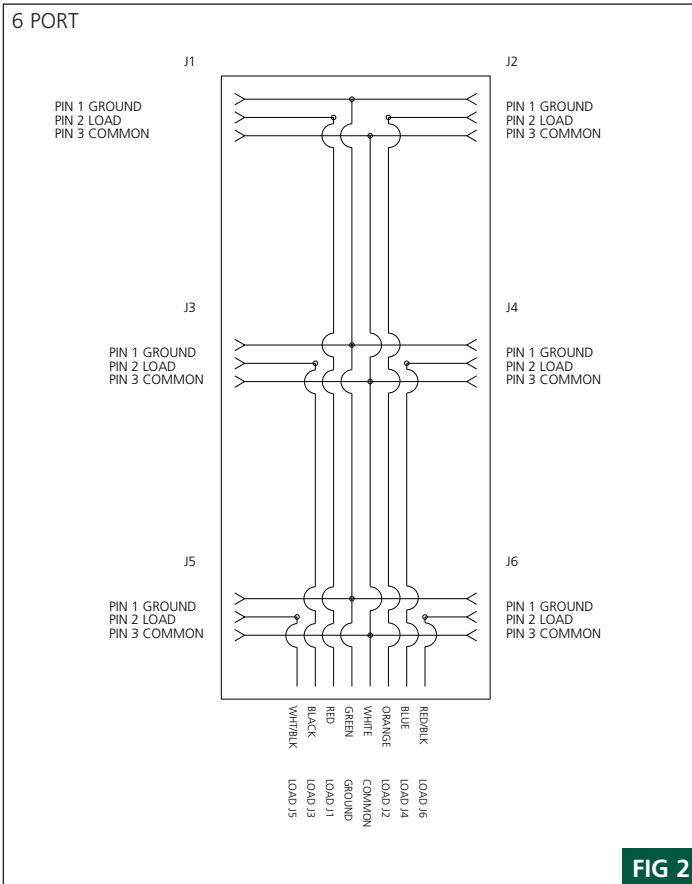 6 PORT
J1
J2
PIN 1 GROUND
PIN 2 LOAD
PIN 3 COMMON
PIN 1 GROUND
PIN 2 LOAD
PIN 3 COMMON
J3
J4
PIN 1 GROUND
PIN 2 LOAD
PIN 3 COMMON
PIN 1 GROUND
PIN 2 LOAD
PIN 3 COMMON
J5
J6
PIN 1 GROUND
PIN 2 LOAD
PIN 3 COMMON
PIN 1 GROUND
PIN 2 LOAD
PIN 3 COMMON
WHT/BLK LOAD J5
BLACK LOAD J3
RED LOAD J1
GREEN GROUND
WHITE COMMON
ORANGE LOAD J2
BLUE LOAD J4
RED/BLK LOAD J6
FIG 2